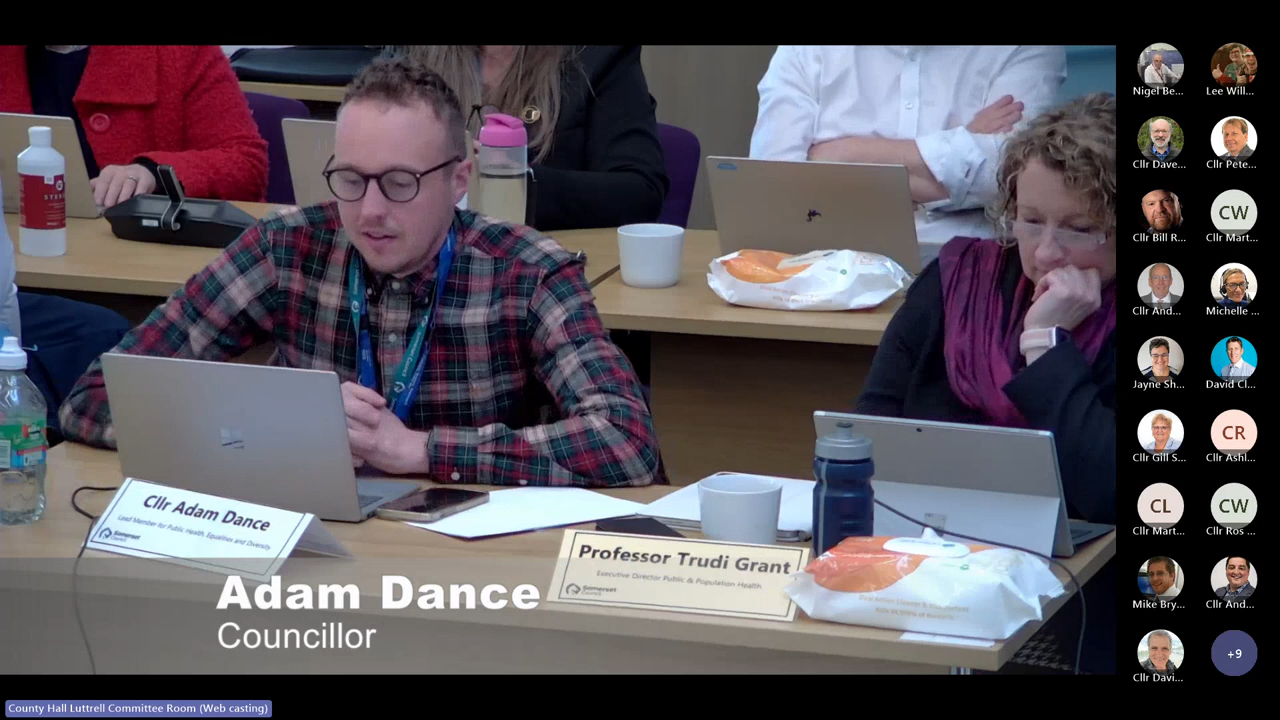 Cllr Adam Dance
Lead Member for Public Health, Equalities and Diversity
Somerset
Council
Professor Trudi Grant
Executive Director Public & Population Health
Somerset
Council
Adam Dance
Councillor
County Hall Luttrell Committee Room (Web casting)
Nigel Be...
Lee Will...
Cllr Dave...
Cllr Pete...
Cllr Bill R...
CW
Cllr Mart...
Cllr And...
Michelle ...
Jayne Sh...
David Cl...
Cllr Gill S...
CR
Cllr Ashl...
CL
Cllr Mart...
CW
Cllr Ros ...
Mike Bry...
Cllr And...
Cllr Davi...
+9